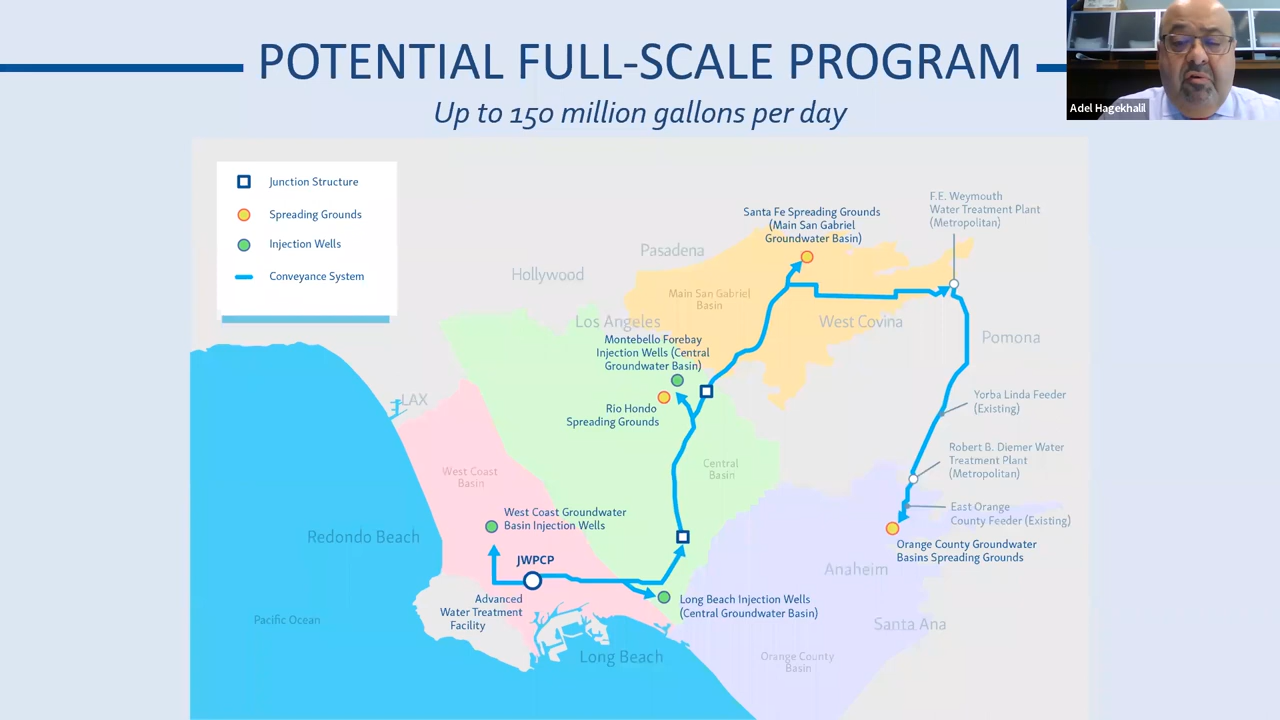 POTENTIAL FULL-SCALE PROGRAM
Up to 150 million gallons per day
Adel Hagekhalil
Junction Structure
Spreading Grounds
Injection Wells
Conveyance System
F.E. Weymouth
Water Treatment Plant
(Metropolitan)
Santa Fe Spreading Grounds
(Main San Gabriel
Groundwater Basin)
Pasadena
Hollywood
Main San Gabriel
Basin
Los Angeles
West Covina
Pomona
Montebello Forebay
Injection Wells (Central
Groundwater Basin)
LAX
Rio Hondo
Spreading Grounds
Yorba Linda Feeder
(Existing)
Robert B. Diemer Water
Treatment Plant
(Metropolitan)
West Coast
Basin
Central
Basin
West Coast Groundwater
Basin Injection Wells
East Orange
County Feeder (Existing)
Redondo Beach
Orange County Groundwater
Basins Spreading Grounds
JWPCP
Anaheim
Advanced
Water Treatment
Facility
Long Beach Injection Wells
(Central Groundwater Basin)
Pacific Ocean
Santa Ana
Long Beach
Orange County
Basin